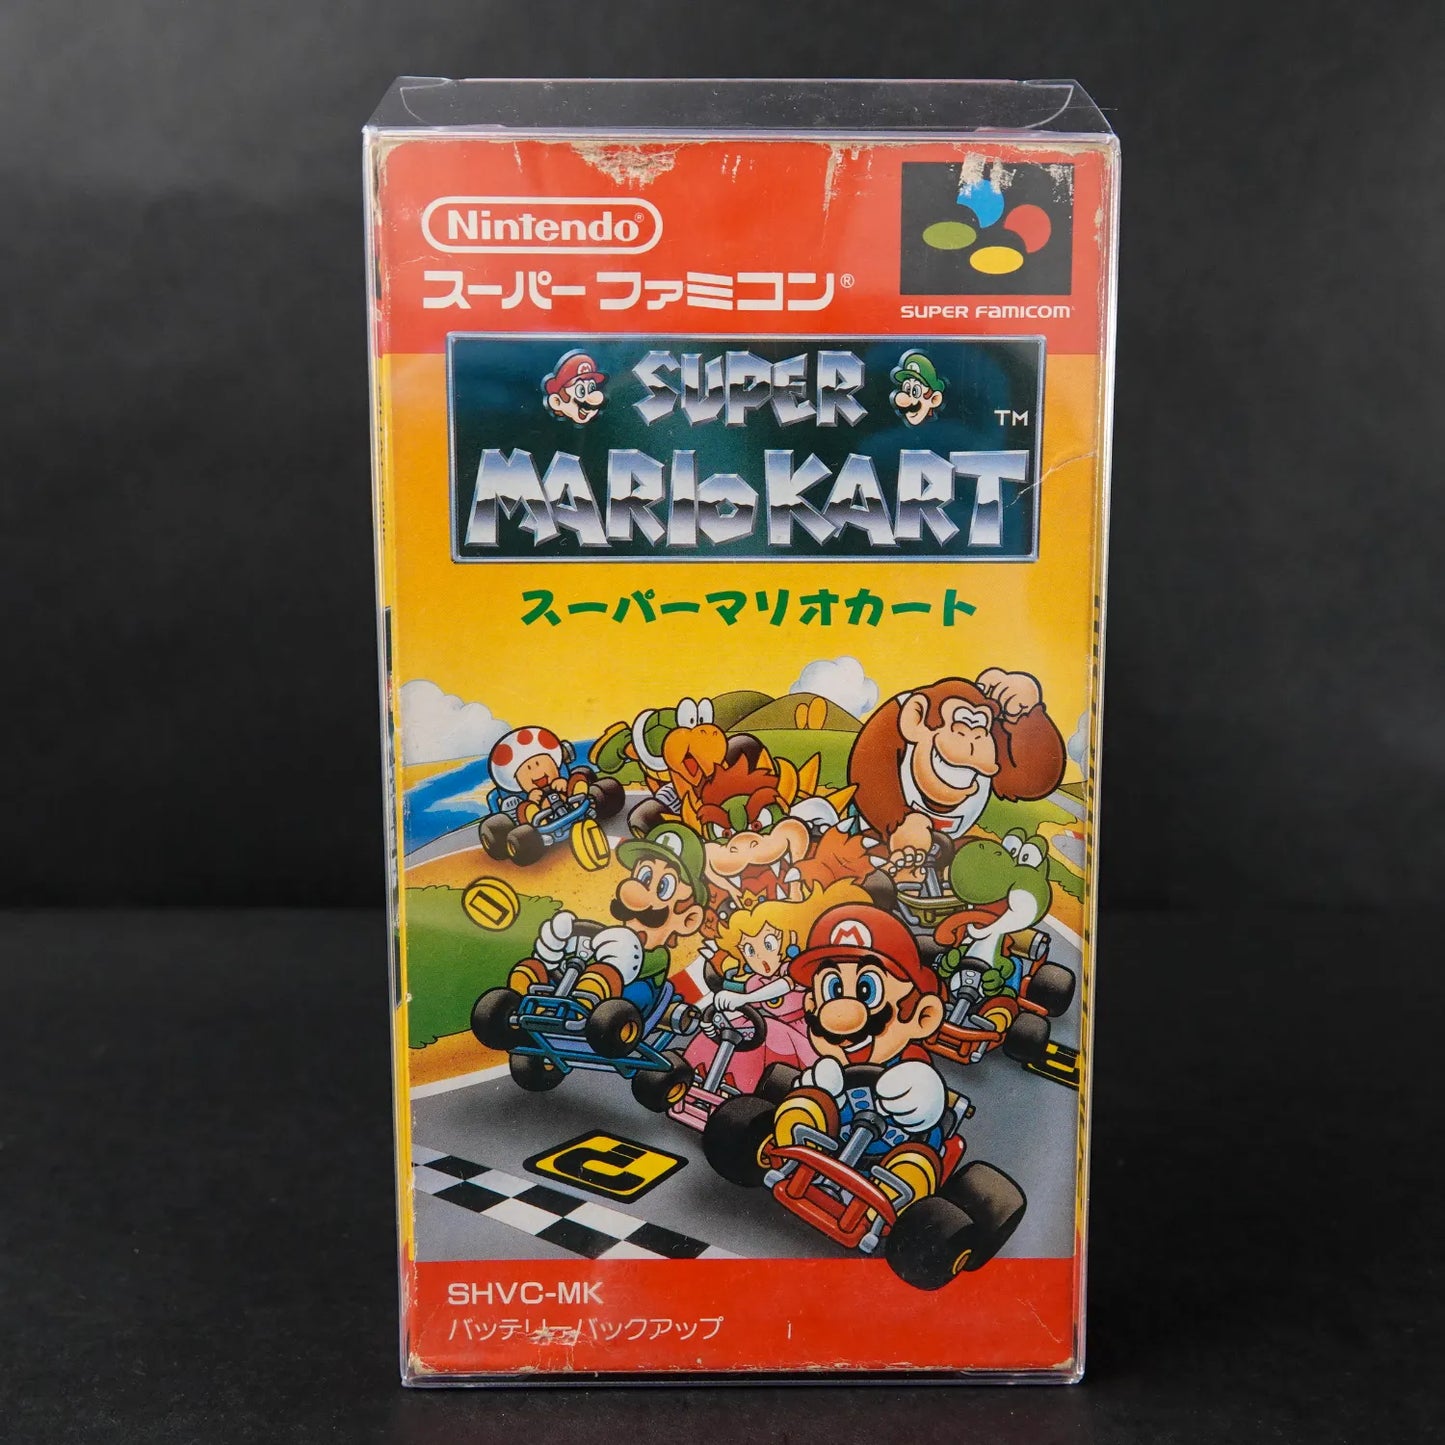 Nintendo®
スーパーファミコン®
SUPER FAMICOM
SUPER
MARIO KART
TM
スーパーマリオカート
SHVC-MK
バッテリーバックアップ